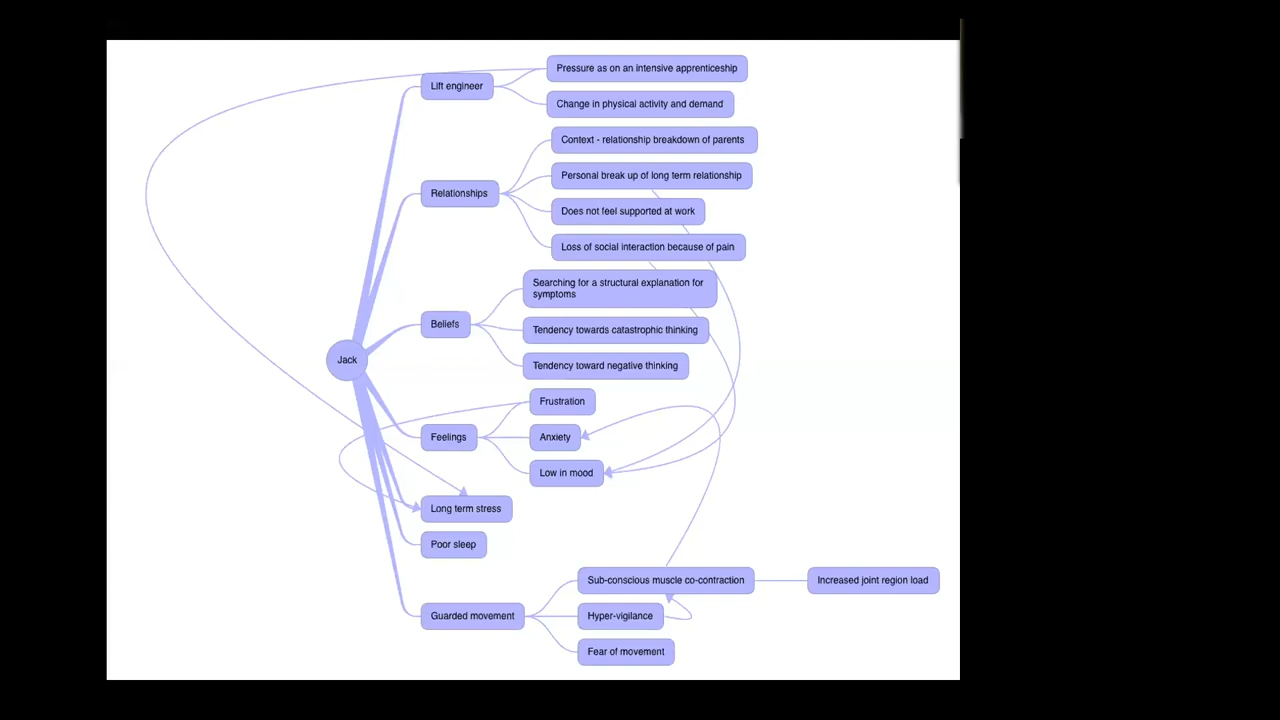 Pressure as on an intensive apprenticeship
Lift engineer
Change in physical activity and demand
Context - relationship breakdown of parents
Personal break up of long term relationship
Relationships
Does not feel supported at work
Loss of social interaction because of pain
Searching for a structural explanation for
symptoms
Beliefs
Tendency towards catastrophic thinking
Jack
Tendency toward negative thinking
Frustration
Feelings
Anxiety
Low in mood
Long term stress
Poor sleep
Sub-conscious muscle co-contraction
Increased joint region load
Guarded movement
Hyper-vigilance
Fear of movement